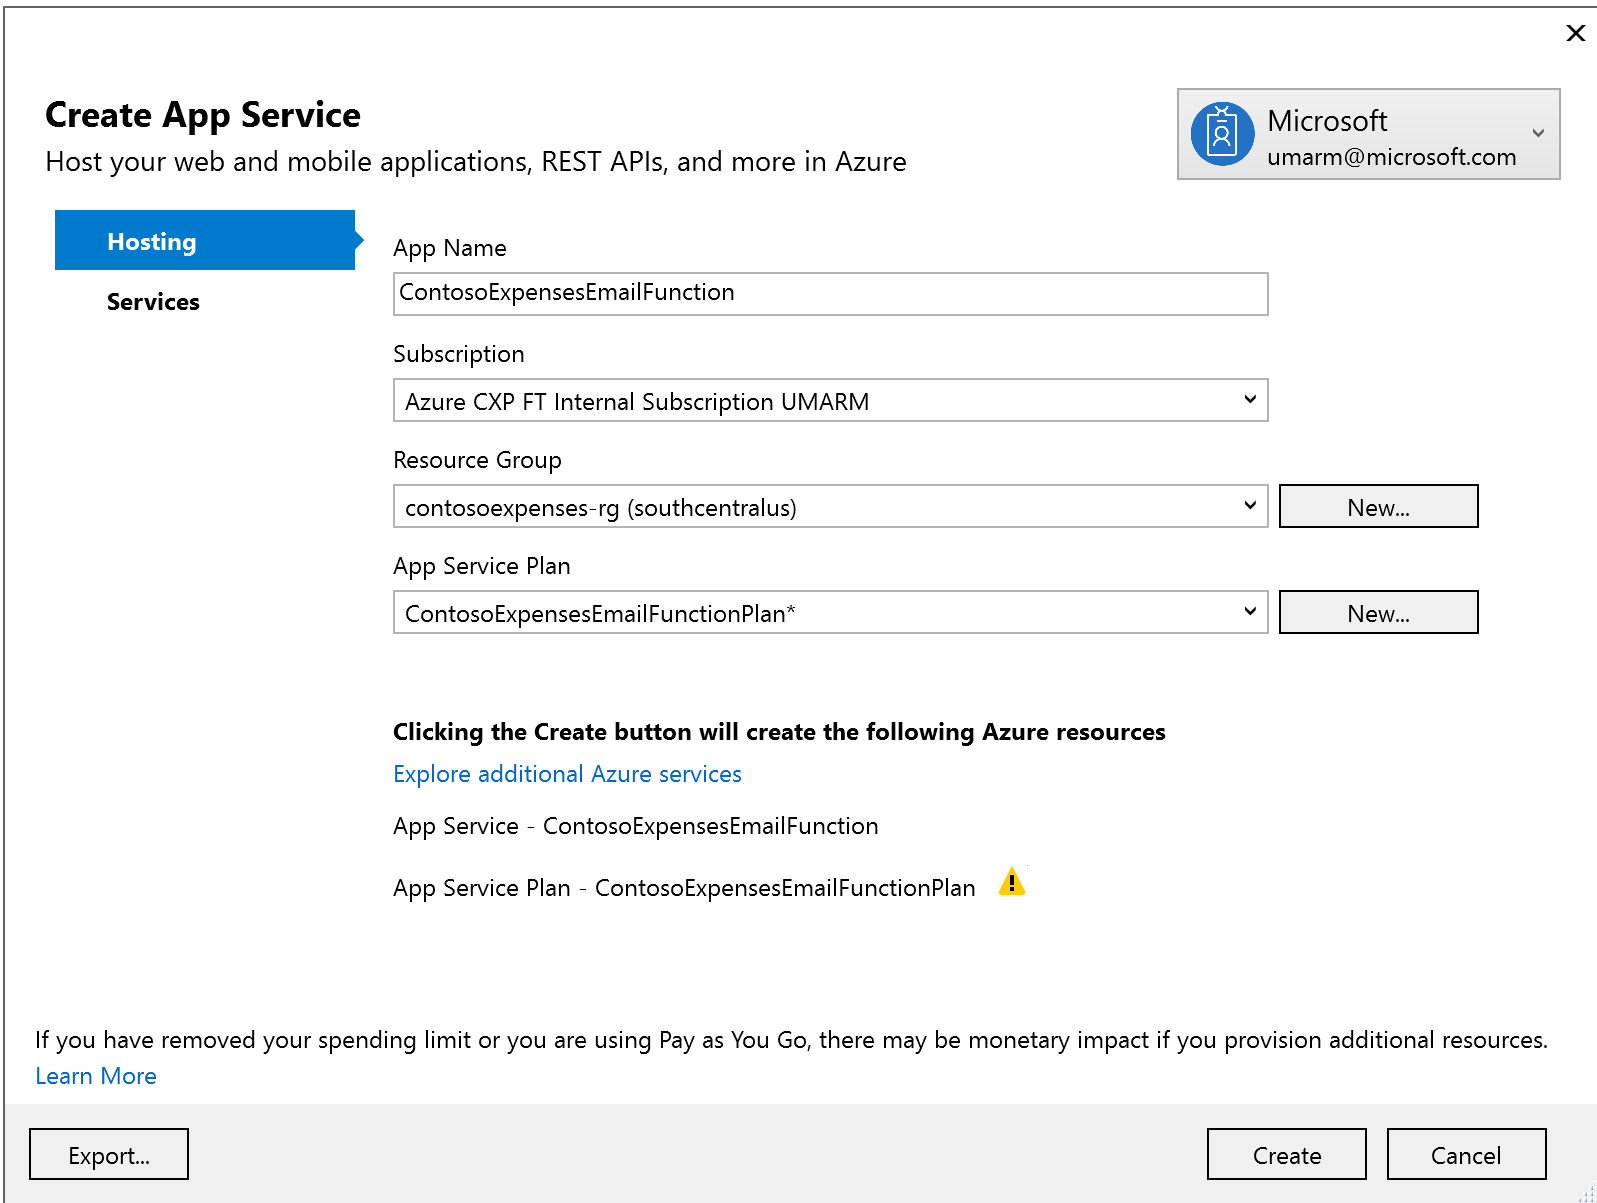 Create App Service
Host your web and mobile applications, REST APIs, and more in Azure
Microsoft
umarm@microsoft.com
Hosting
Services
App Name
ContosoExpensesEmailFunction
Subscription
Azure CXP FT Internal Subscription UMARM
Resource Group
contosoexpenses-rg (southcentralus)
New...
App Service Plan
ContosoExpensesEmailFunctionPlan*
New...
Clicking the Create button will create the following Azure resources
Explore additional Azure services
App Service - ContosoExpensesEmailFunction
App Service Plan - ContosoExpensesEmailFunctionPlan
If you have removed your spending limit or you are using Pay as You Go, there may be monetary impact if you provision additional resources.
Learn More
Export...
Create
Cancel